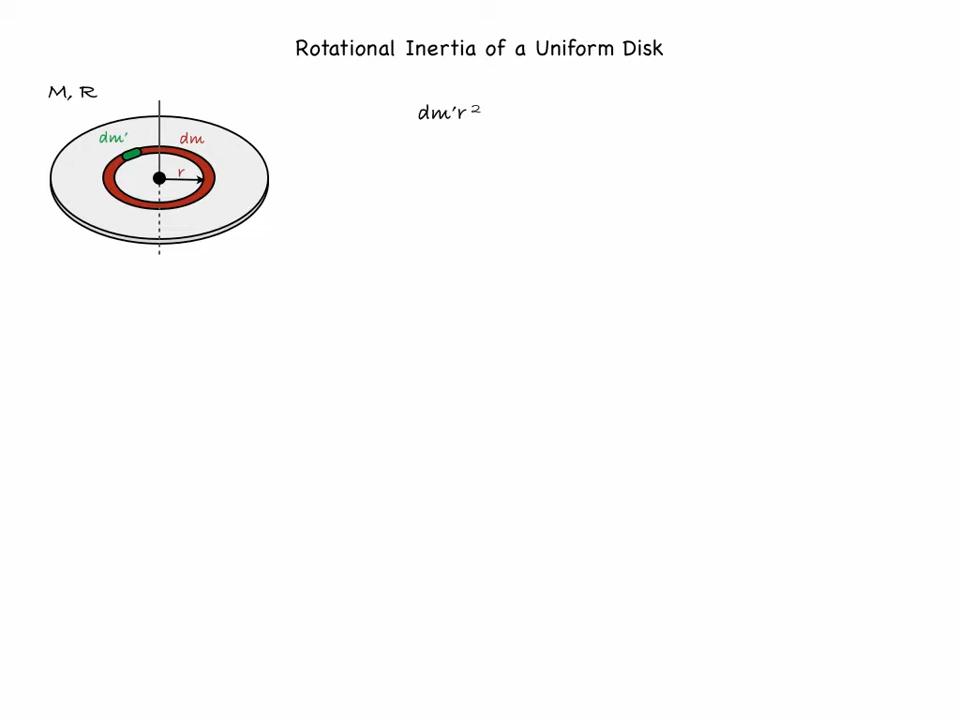 Rotational Inertia of a Uniform Disk
M, R
dm'r²
dm' dm
r